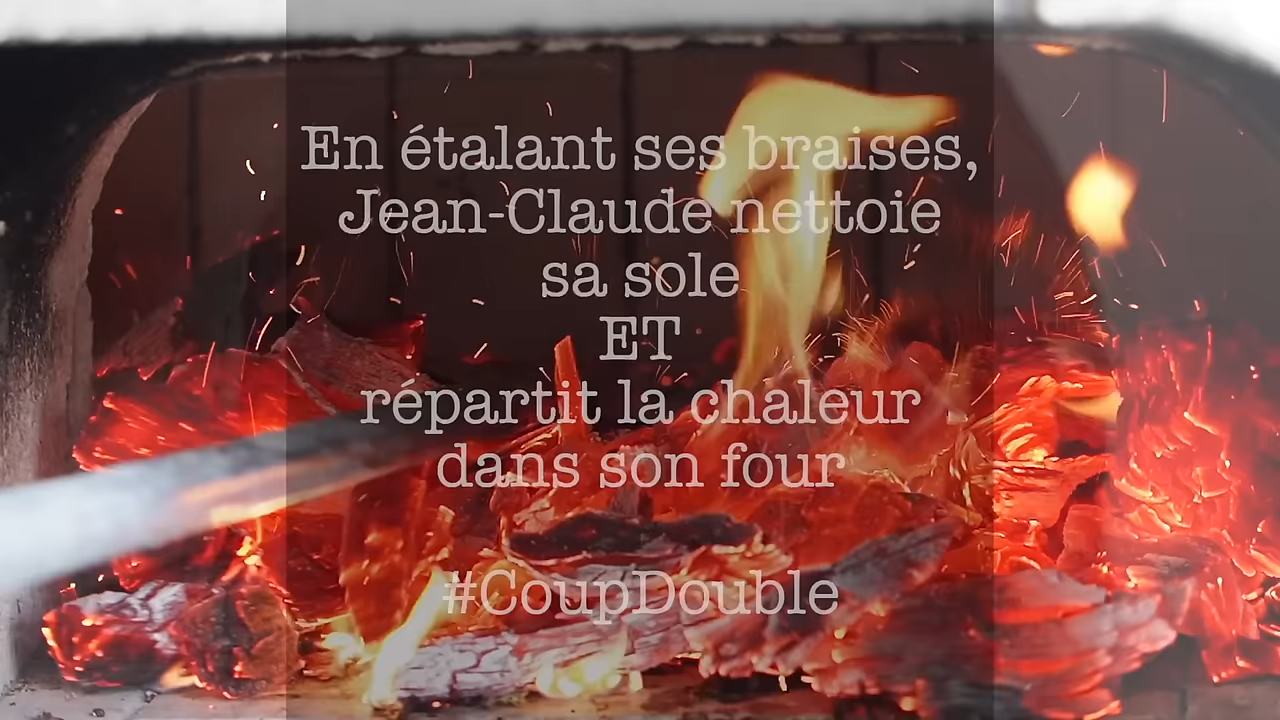 En étalant ses braises,
Jean-Claude nettoie
sa sole
ET
répartit la chaleur
dans son four
#CoupDouble